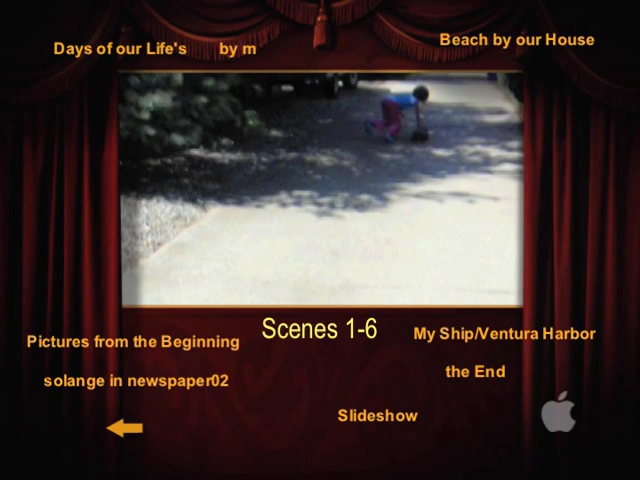 Days of our Life's by m
Beach by our House
Scenes 1-6
Pictures from the Beginning
My Ship/Ventura Harbor
solange in newspaper02
the End
Slideshow